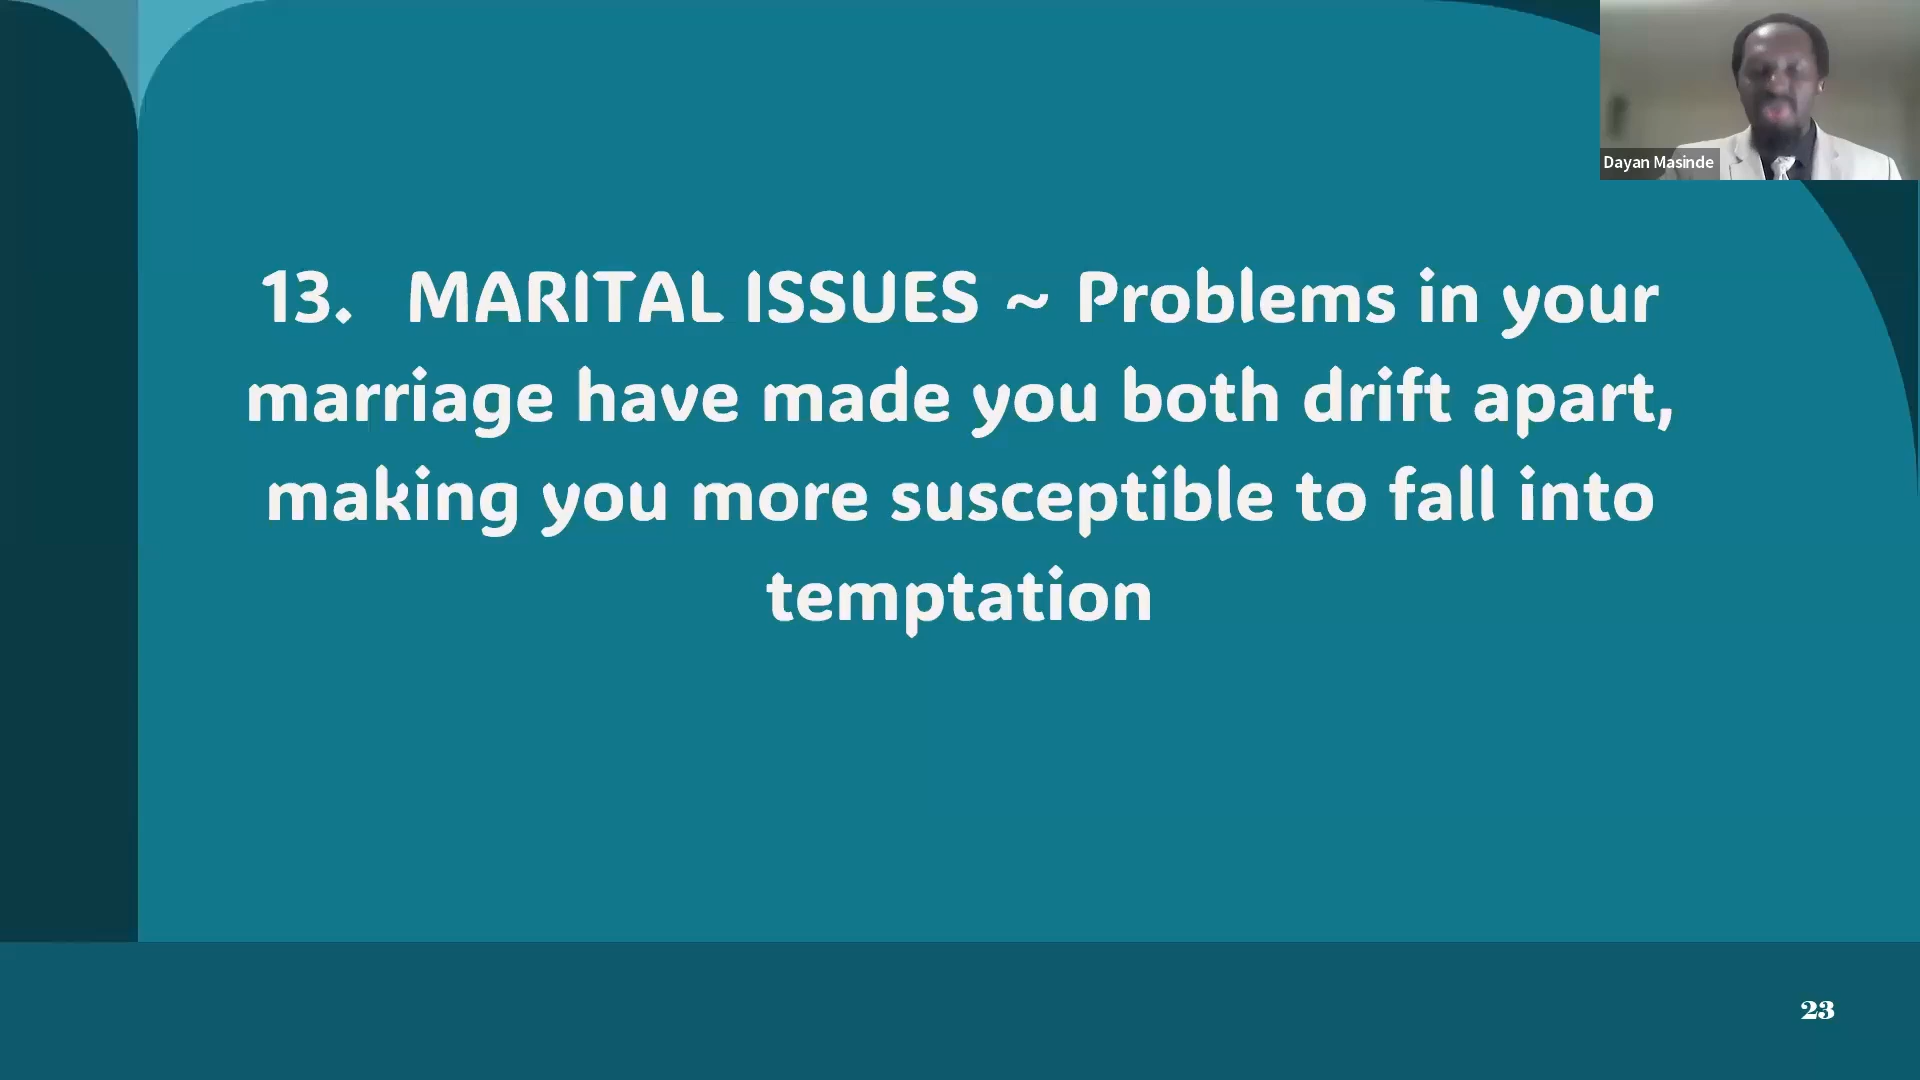 Dayan Masinde
13. MARITAL ISSUES ~ Problems in your
marriage have made you both drift apart,
making you more susceptible to fall into
temptation
23